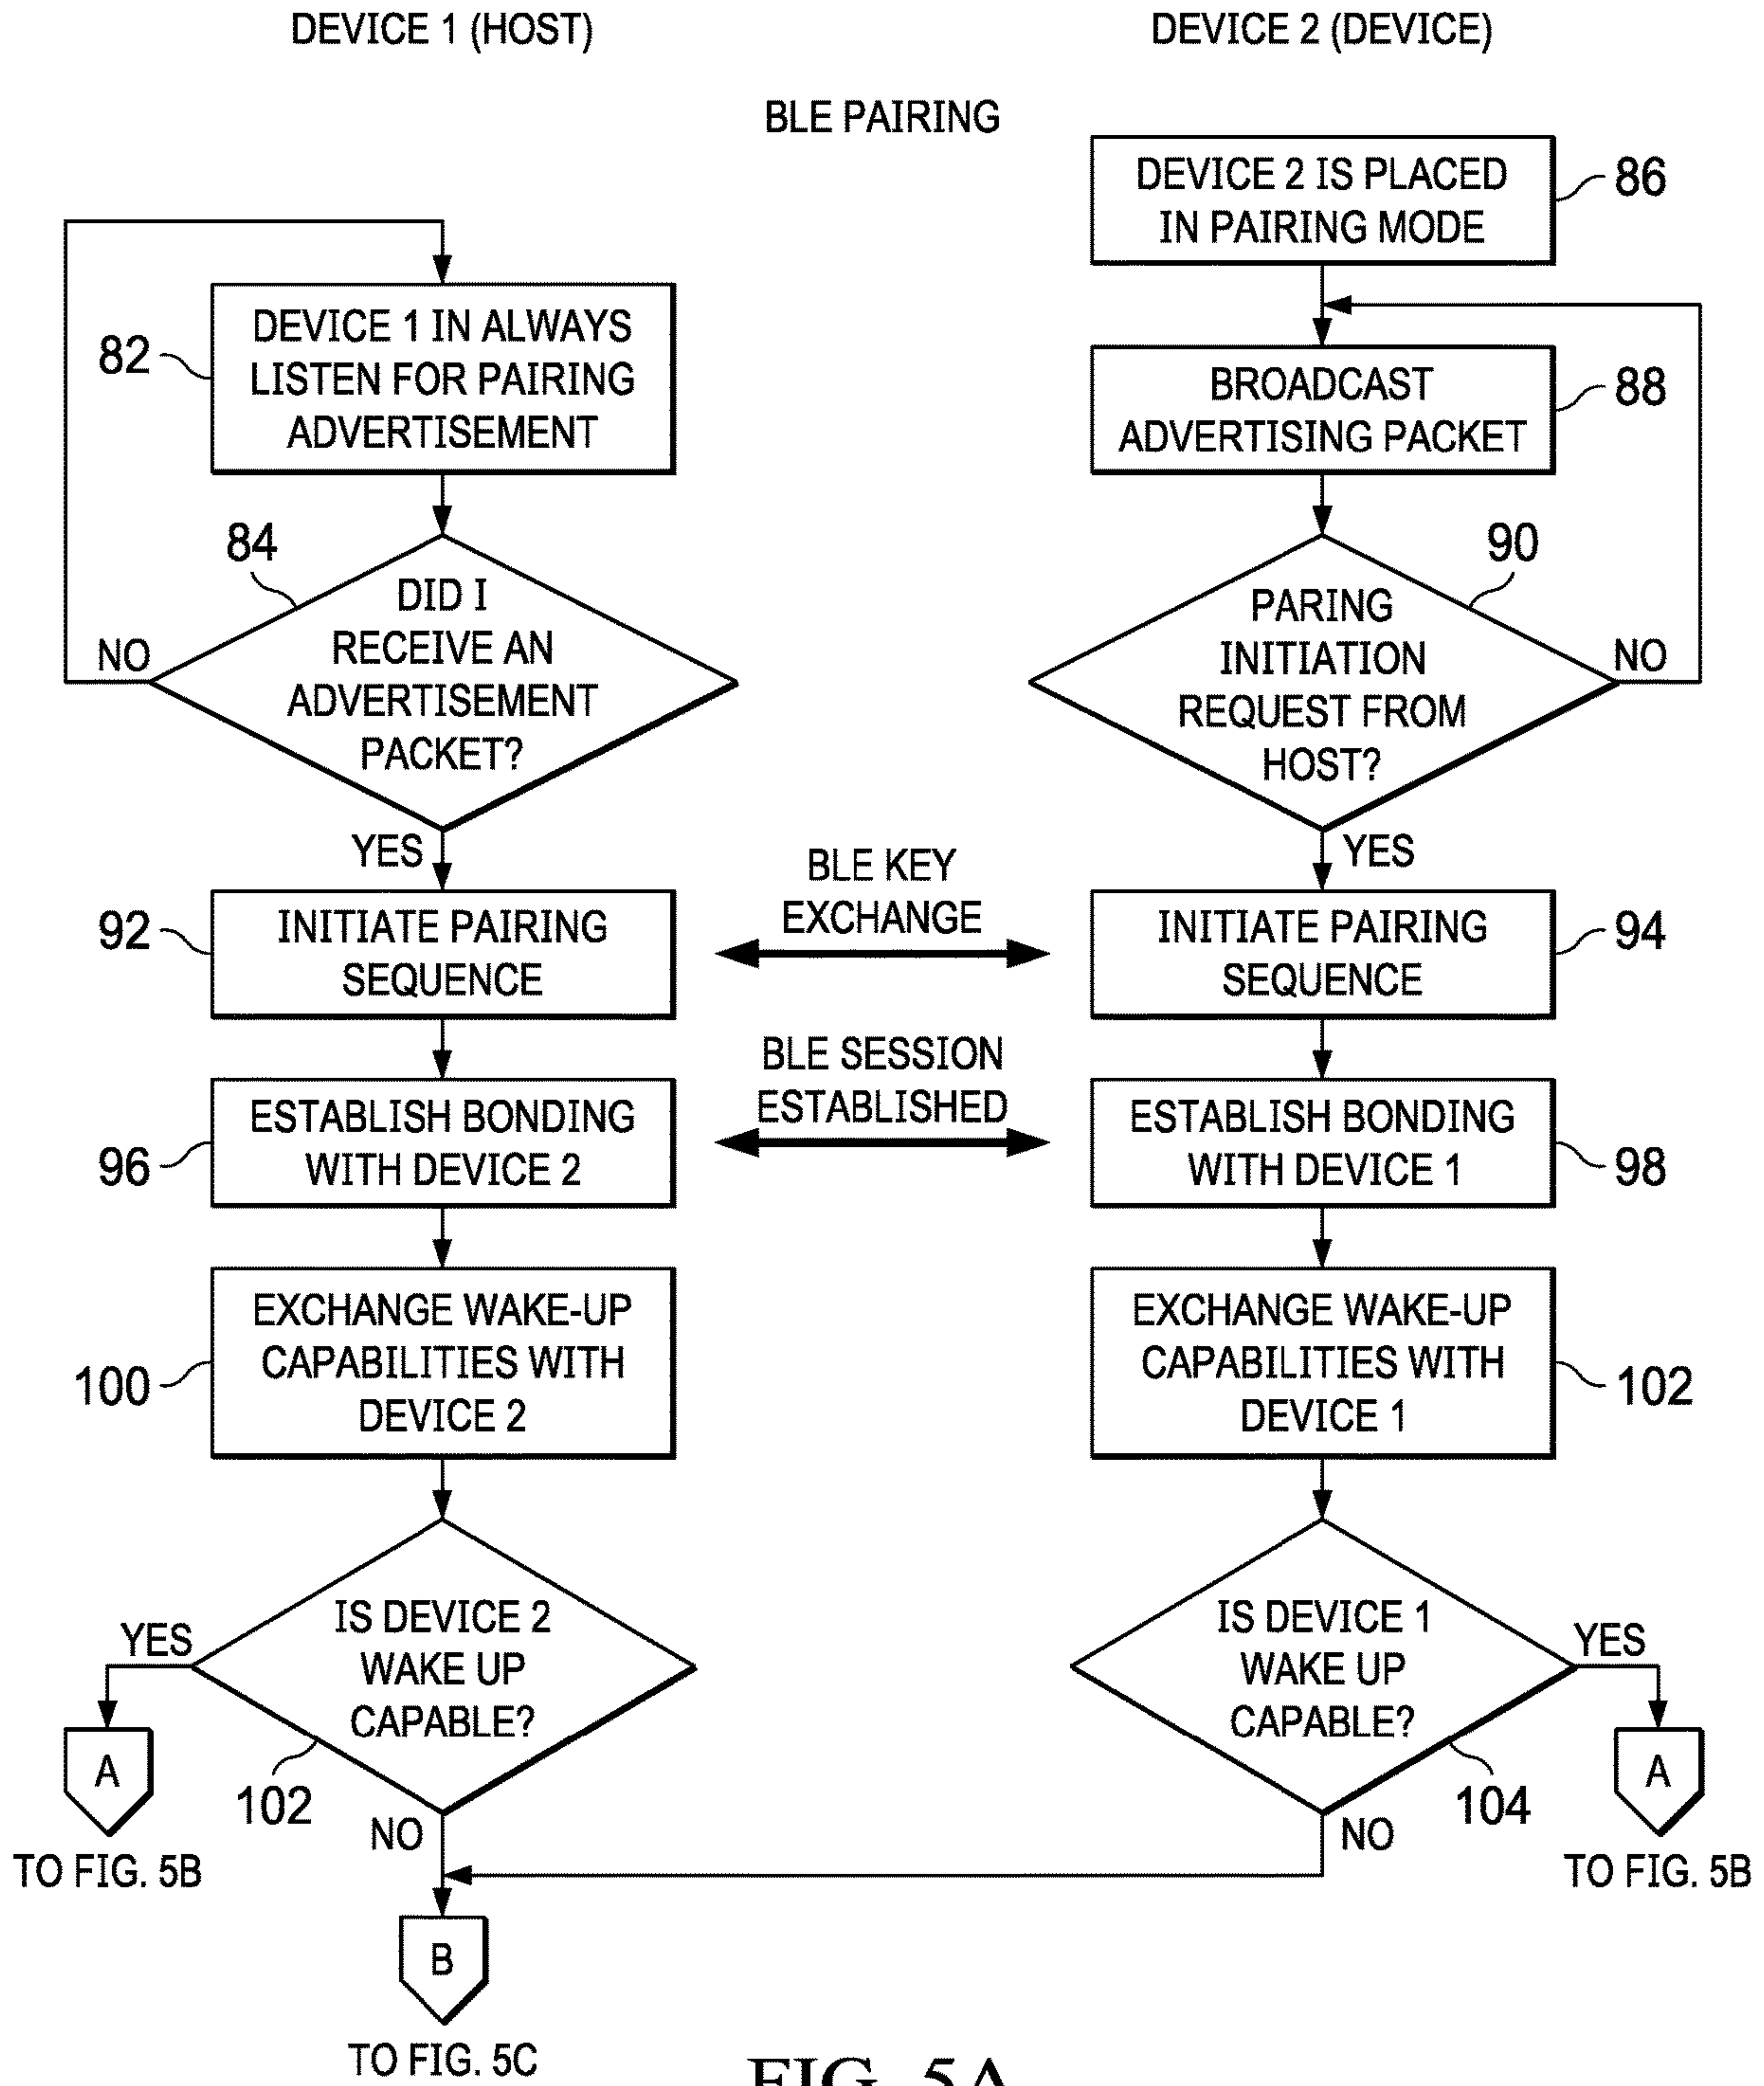 DEVICE 1 (HOST)
DEVICE 2 (DEVICE)
BLE PAIRING
DEVICE 2 IS PLACED
IN PAIRING MODE
86
DEVICE 1 IN ALWAYS
LISTEN FOR PAIRING
ADVERTISEMENT
82
BROADCAST
ADVERTISING PACKET
88
84
DID I
RECEIVE AN
ADVERTISEMENT
PACKET?
NO
YES
90
PARING
INITIATION
REQUEST FROM
HOST?
NO
YES
92
INITIATE PAIRING
SEQUENCE
BLE KEY
EXCHANGE
INITIATE PAIRING
SEQUENCE
94
96
ESTABLISH BONDING
WITH DEVICE 2
BLE SESSION
ESTABLISHED
ESTABLISH BONDING
WITH DEVICE 1
98
100
EXCHANGE WAKE-UP
CAPABILITIES WITH
DEVICE 2
EXCHANGE WAKE-UP
CAPABILITIES WITH
DEVICE 1
102
YES
IS DEVICE 2
WAKE UP
CAPABLE?
102
NO
A
TO FIG. 5B
IS DEVICE 1
WAKE UP
CAPABLE?
YES
104
NO
A
TO FIG. 5B
B
TO FIG. 5C
FIG. 5A